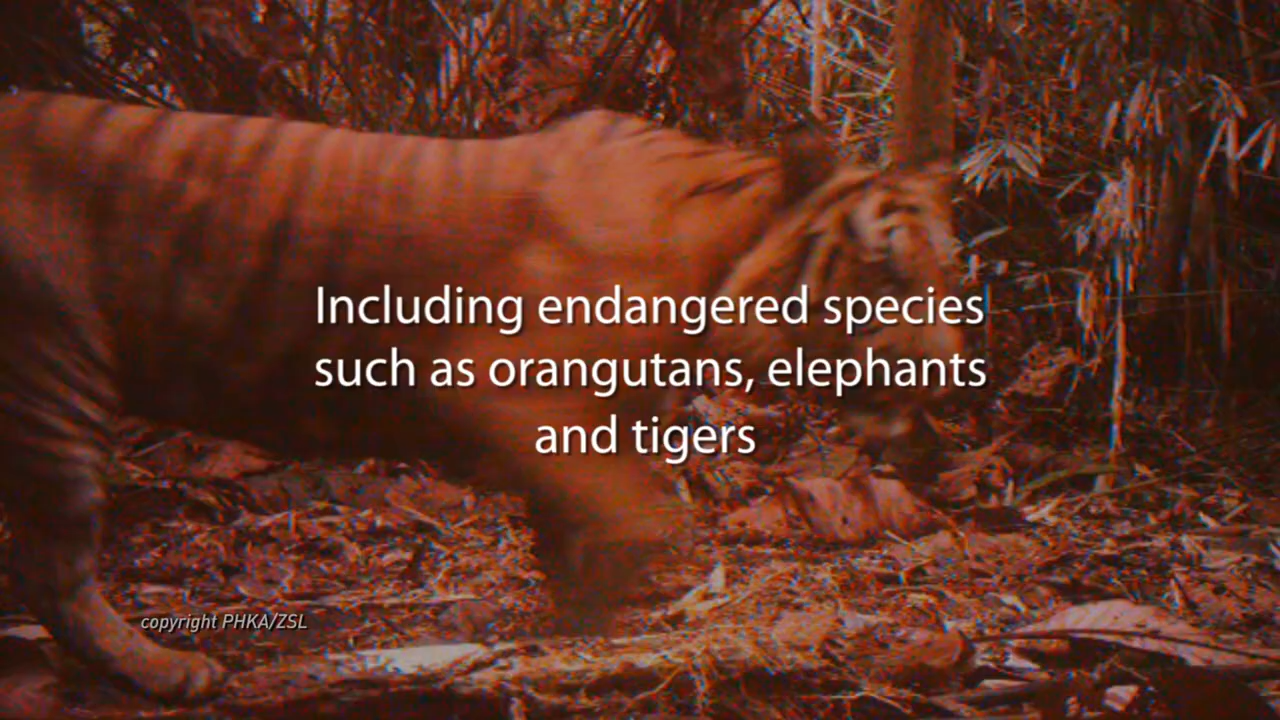 Including endangered species
such as orangutans, elephants
and tigers
copyright PHKA/ZSL